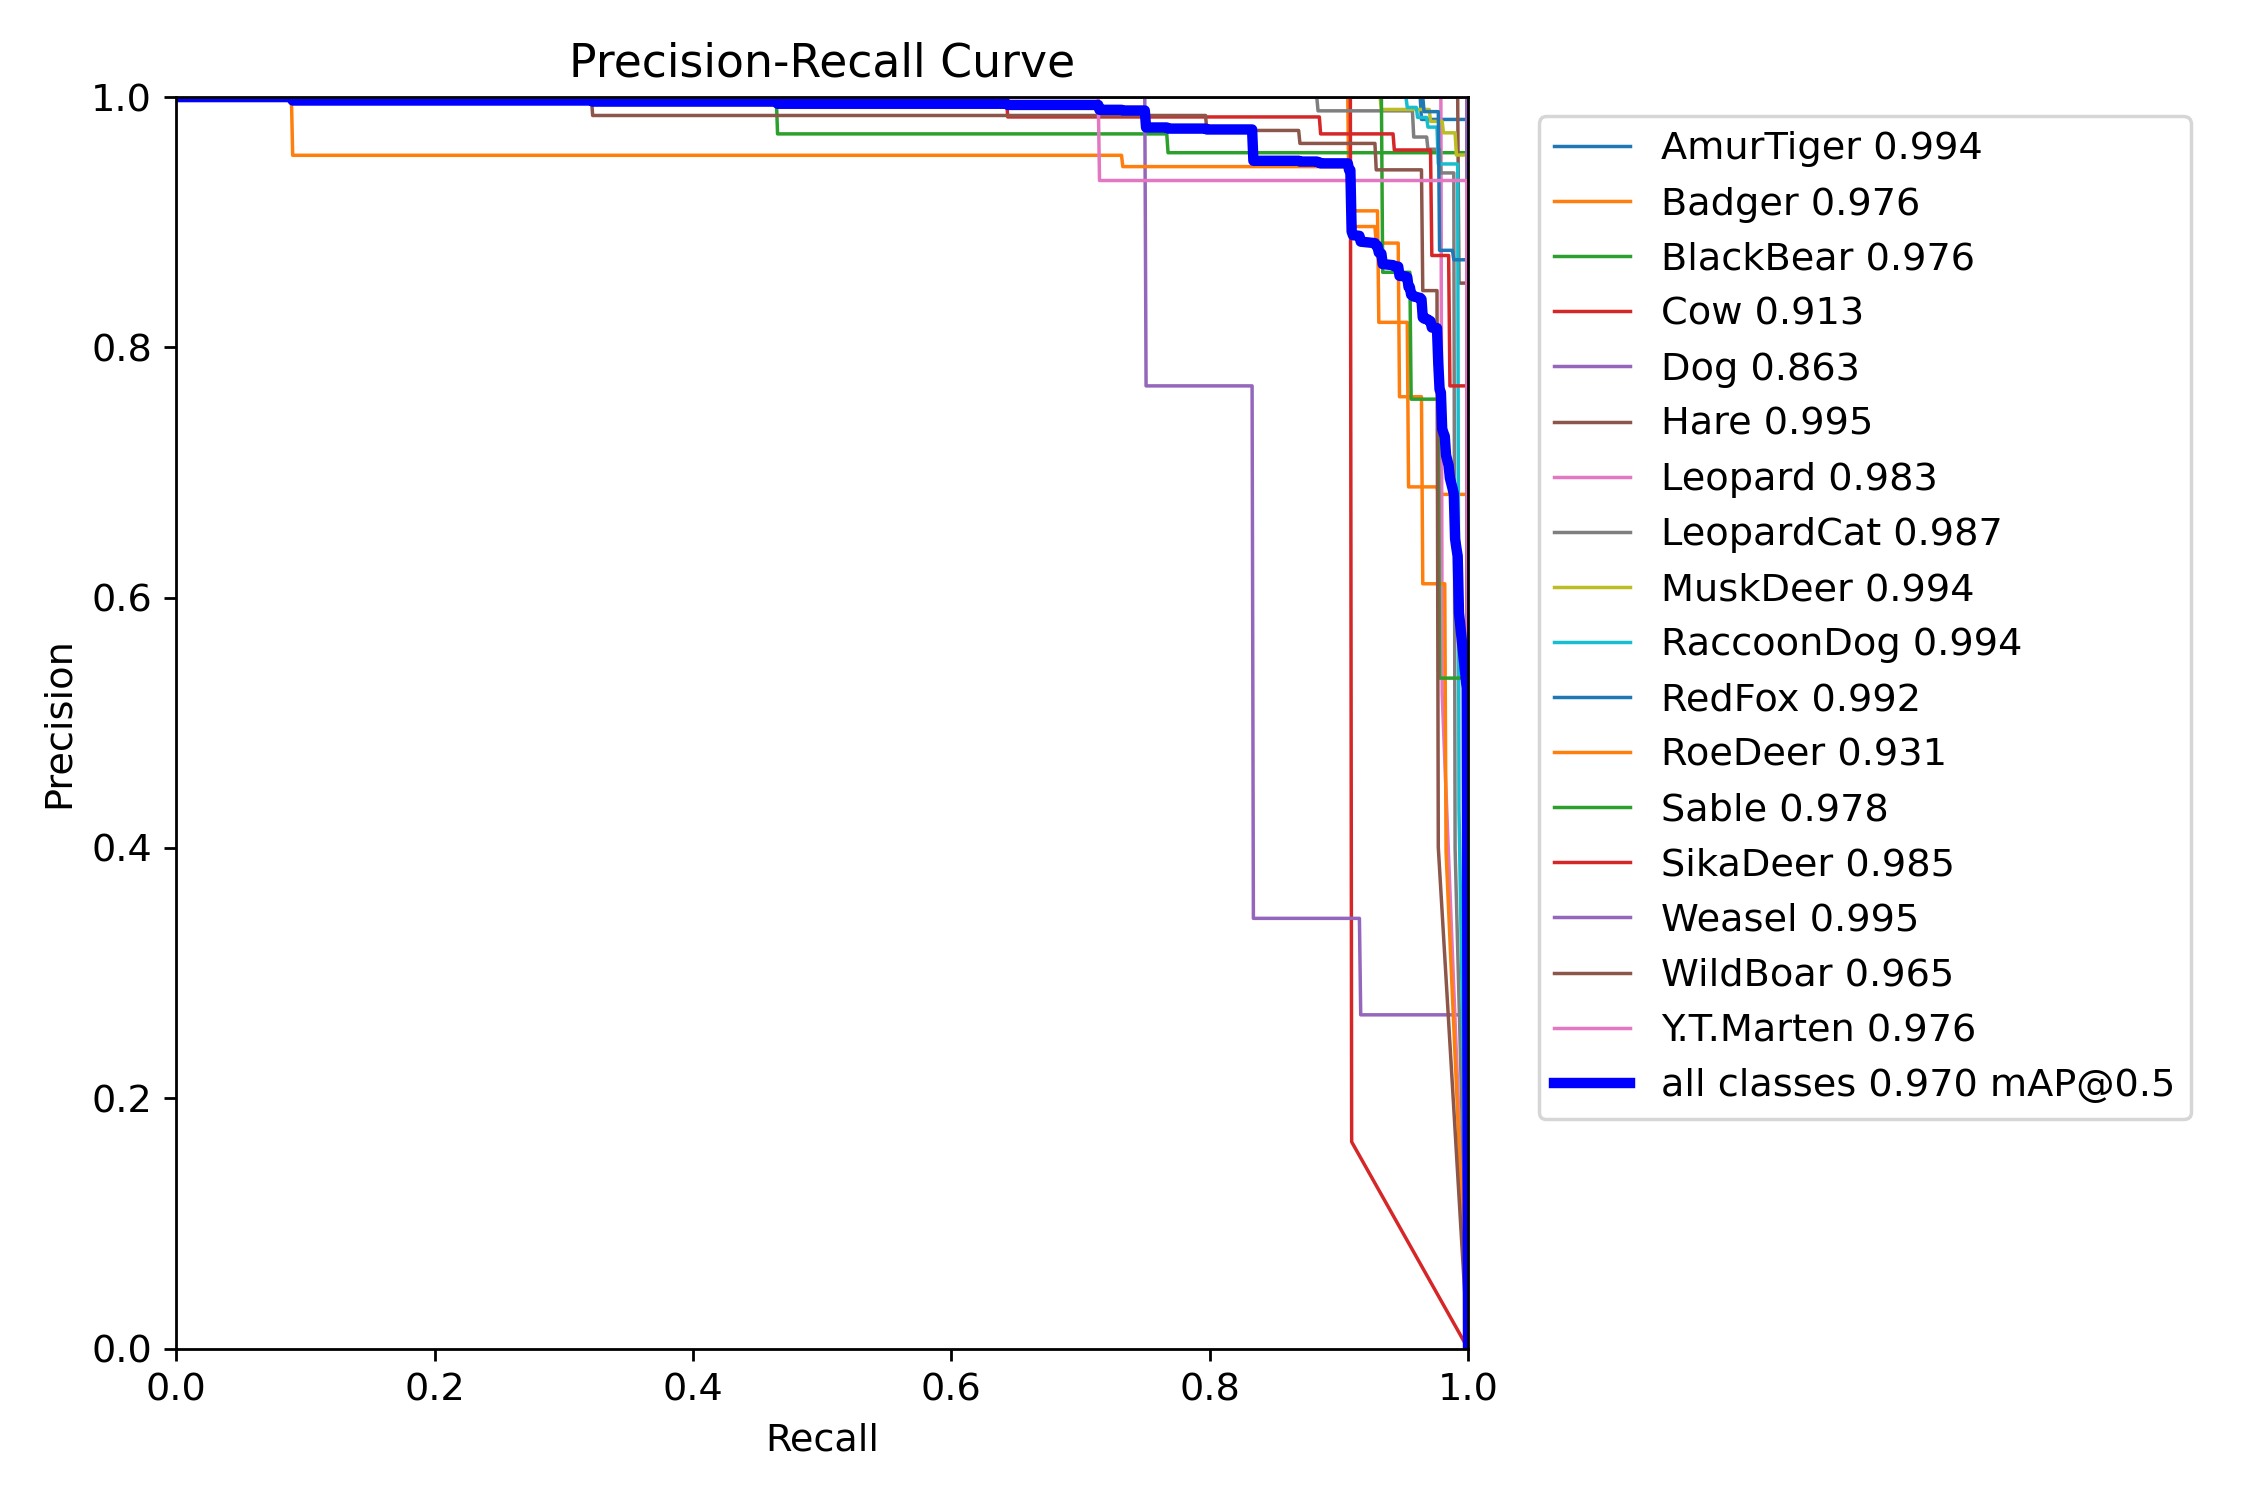 Precision-Recall Curve
1.0
0.8
0.6
0.4
0.2
0.0
Precision
0.0 0.2 0.4 0.6 0.8 1.0
Recall
AmurTiger 0.994
Badger 0.976
BlackBear 0.976
Cow 0.913
Dog 0.863
Hare 0.995
Leopard 0.983
LeopardCat 0.987
MuskDeer 0.994
RaccoonDog 0.994
RedFox 0.992
RoeDeer 0.931
Sable 0.978
SikaDeer 0.985
Weasel 0.995
WildBoar 0.965
Y.T.Marten 0.976
all classes 0.970 mAP@0.5